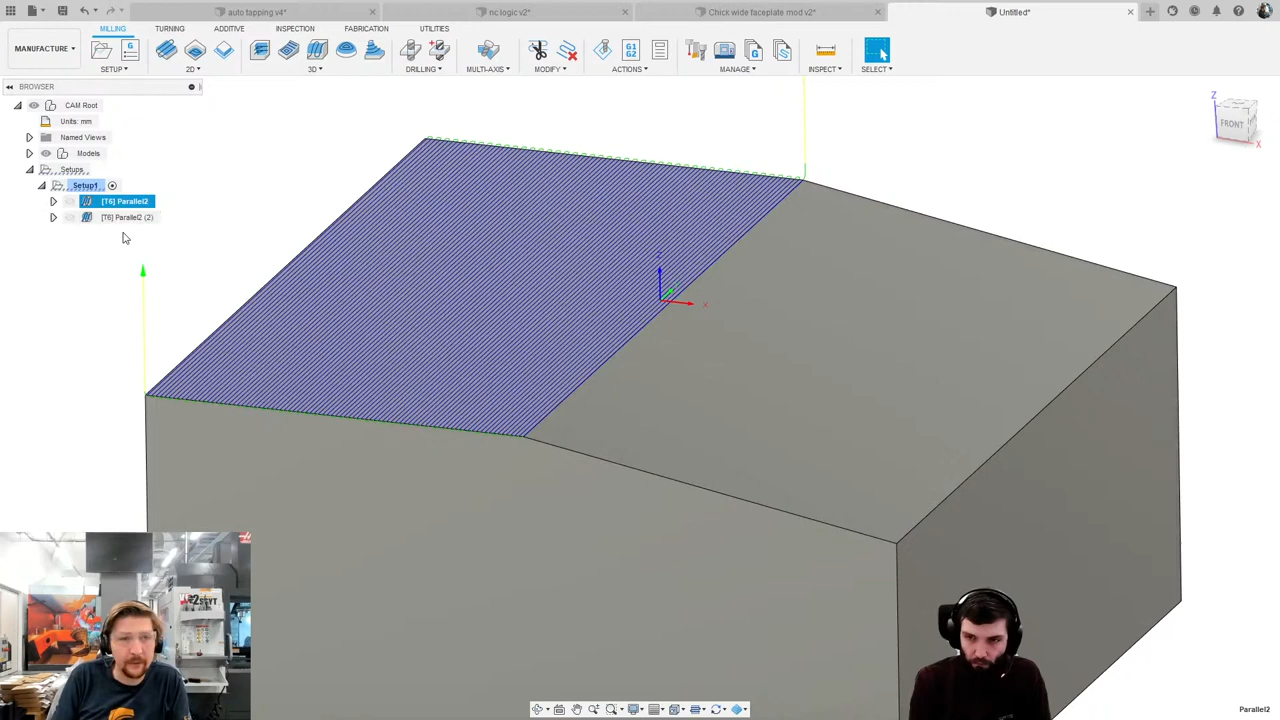 auto tapping v4*
nc logic v2*
Chick wide faceplate mod v2*
Untitled*
MILLING
TURNING
ADDITIVE
INSPECTION
FABRICATION
UTILITIES
MANUFACTURE
G1
G2
SETUP
2D
3D
DRILLING
MULTI-AXIS
MODIFY
ACTIONS
MANAGE
INSPECT
SELECT
BROWSER
CAM Root
Units: mm
Named Views
Models
Setups
Setup1
[T6] Parallel2
[T6] Parallel2 (2)
Z
FRONT
X
Z
X
Parallel2